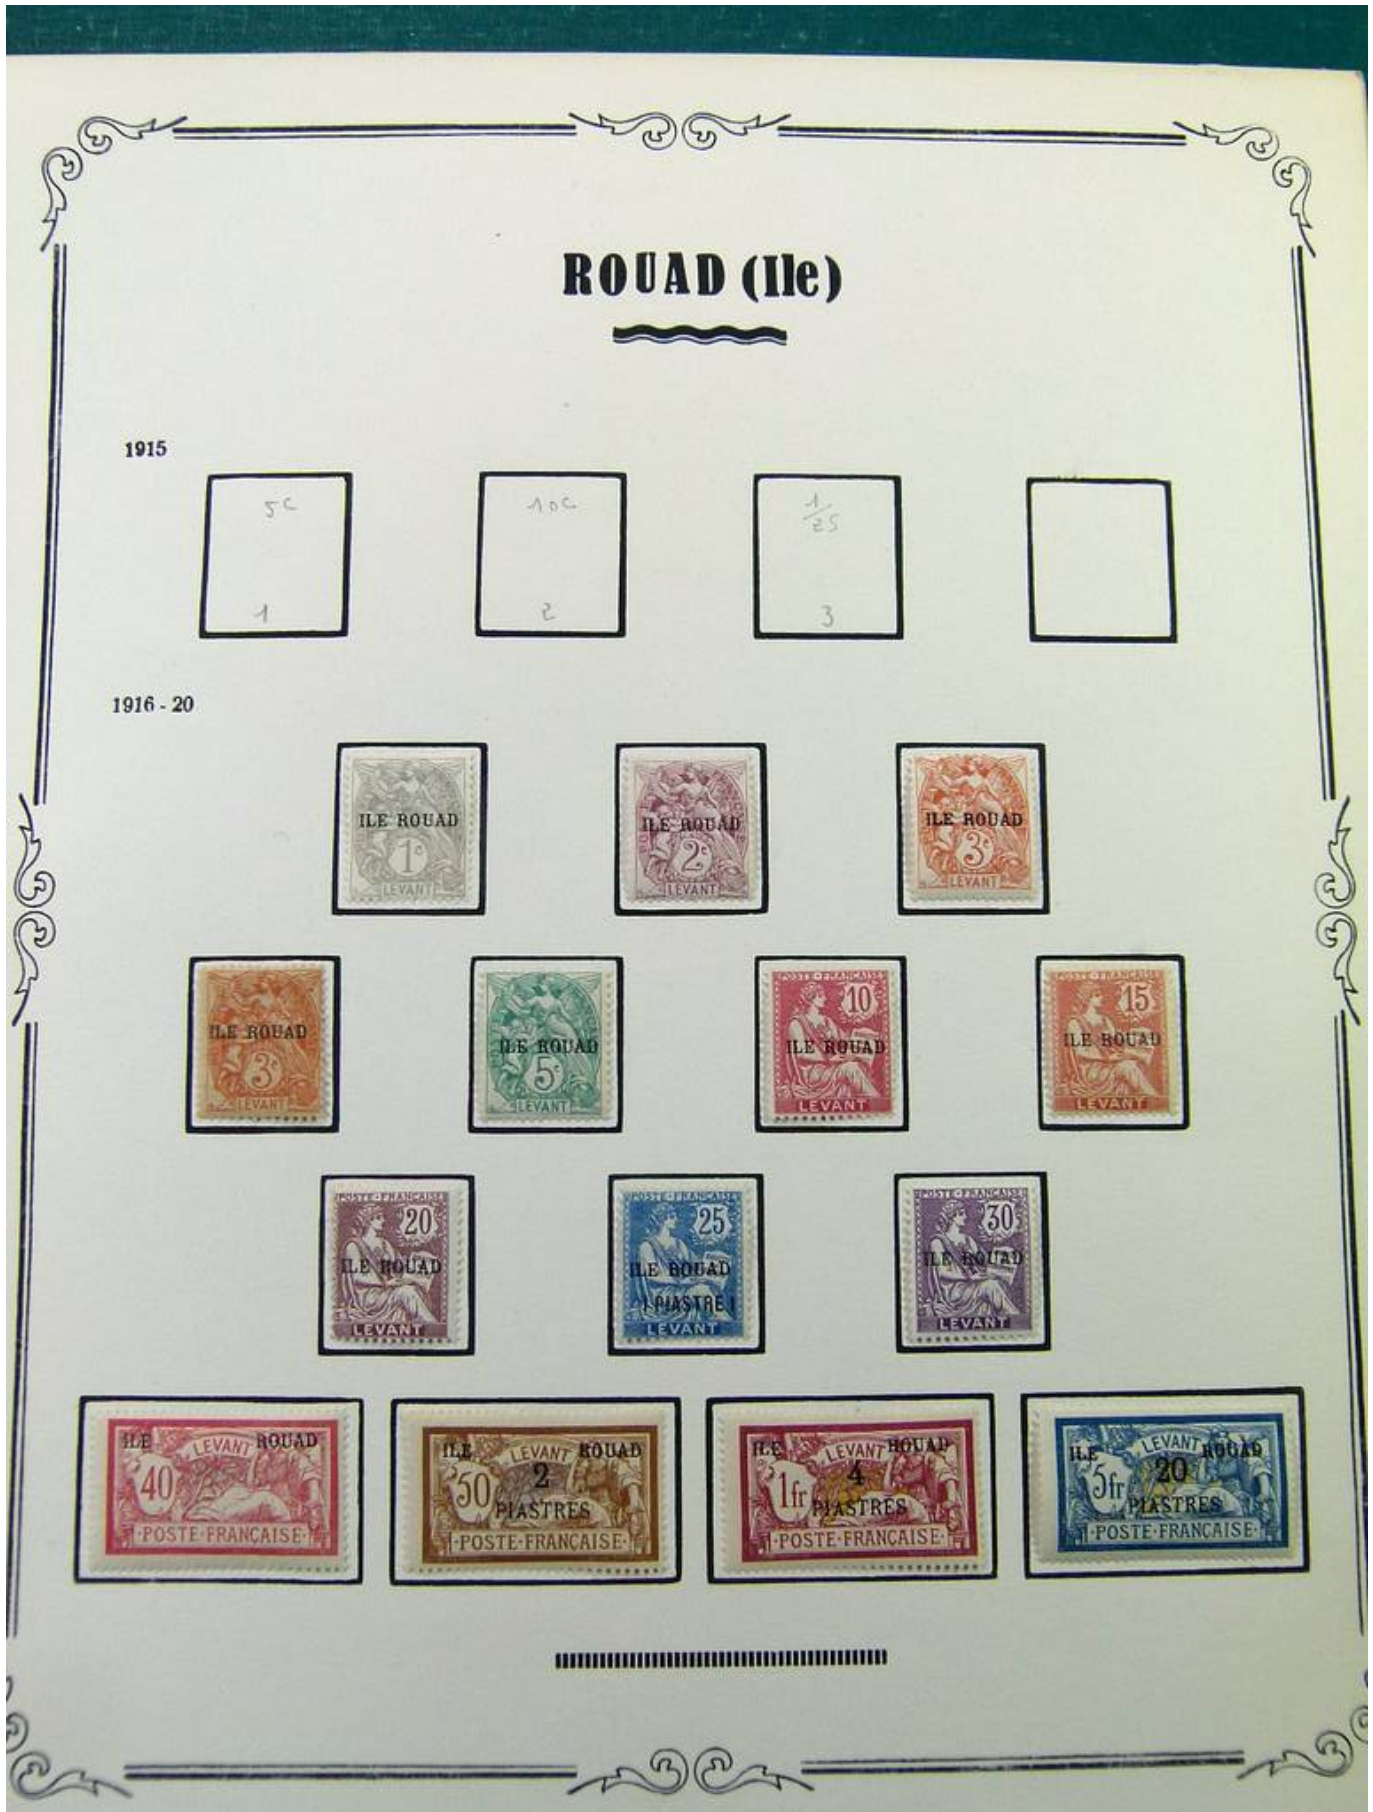 ROUAD (Ile)
1915
5c 10c 1/25
1 2 3
1916 - 20
ILE ROUAD 1c LEVANT
ILE ROUAD 2c LEVANT
ILE ROUAD 3c LEVANT
ILE ROUAD 3c LEVANT
ILE ROUAD 5c LEVANT
POSTE·FRANÇAISE 10 ILE ROUAD LEVANT
POSTE·FRANÇAISE 15 ILE ROUAD LEVANT
POSTE·FRANÇAISE 20 ILE ROUAD LEVANT
POSTE·FRANÇAISE 25 ILE ROUAD 1 PIASTRE 1 LEVANT
POSTE·FRANÇAISE 30 ILE ROUAD LEVANT
ILE ROUAD LEVANT 40 ·POSTE·FRANÇAISE·
ILE ROUAD LEVANT 50 2 PIASTRES ·POSTE·FRANÇAISE·
ILE ROUAD LEVANT 1fr 4 PIASTRES ·POSTE·FRANÇAISE·
ILE ROUAD LEVANT 5fr 20 PIASTRES ·POSTE·FRANÇAISE·